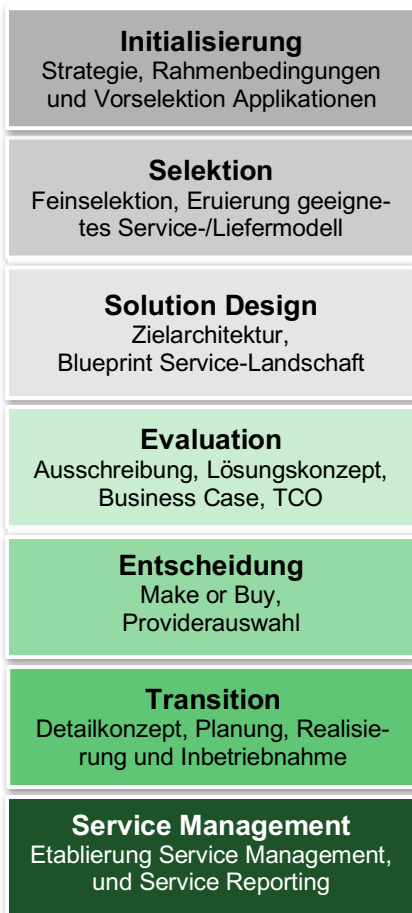 Initialisierung
Strategie, Rahmenbedingungen
und Vorselektion Applikationen
Selektion
Feinselektion, Eruierung geeigne-
tes Service-/Liefermodell
Solution Design
Zielarchitektur,
Blueprint Service-Landschaft
Evaluation
Ausschreibung, Lösungskonzept,
Business Case, TCO
Entscheidung
Make or Buy,
Providerauswahl
Transition
Detailkonzept, Planung, Realisie-
rung und Inbetriebnahme
Service Management
Etablierung Service Management,
und Service Reporting